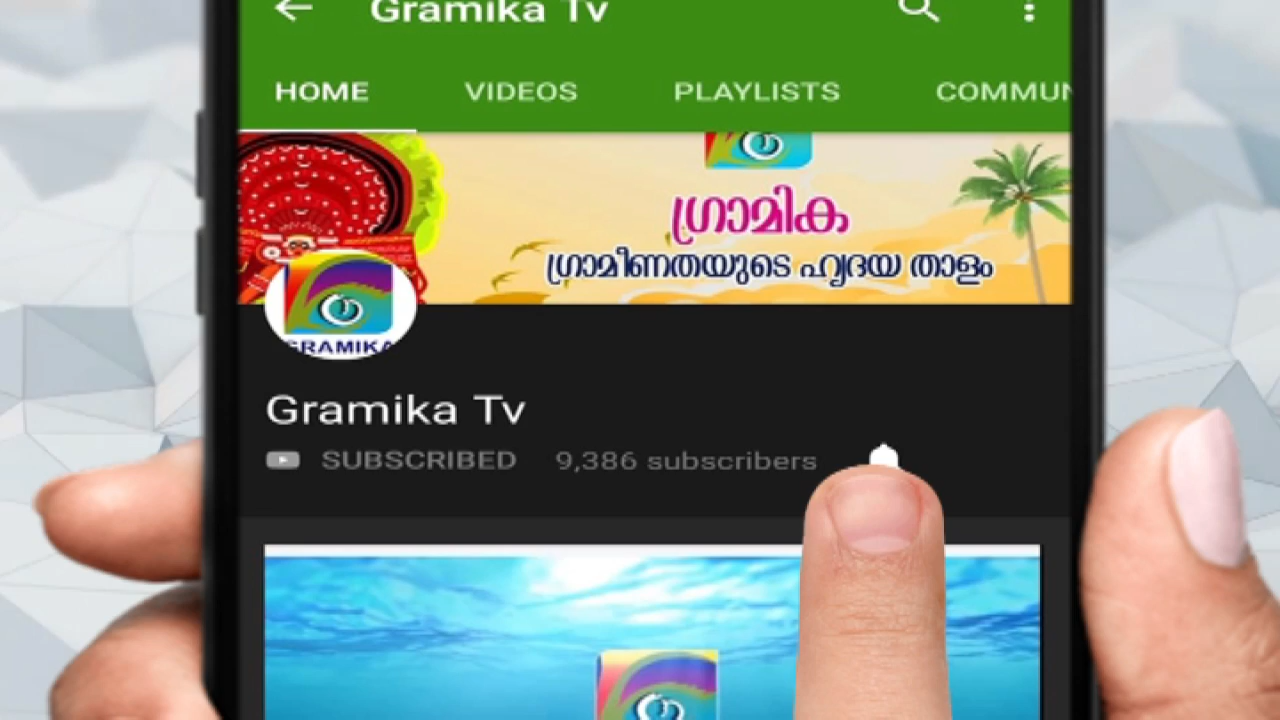 Gramika Tv
HOME VIDEOS PLAYLISTS COMMUN
ഗ്രാമിക
ഗ്രാമീണതയുടെ ഹൃദയ താളം
GRAMIKA
Gramika Tv
SUBSCRIBED 9,386 subscribers